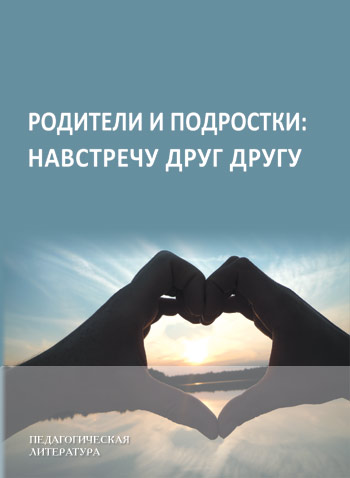 РОДИТЕЛИ И ПОДРОСТКИ:
НАВСТРЕЧУ ДРУГ ДРУГУ
ПЕДАГОГИЧЕСКАЯ
ЛИТЕРАТУРА